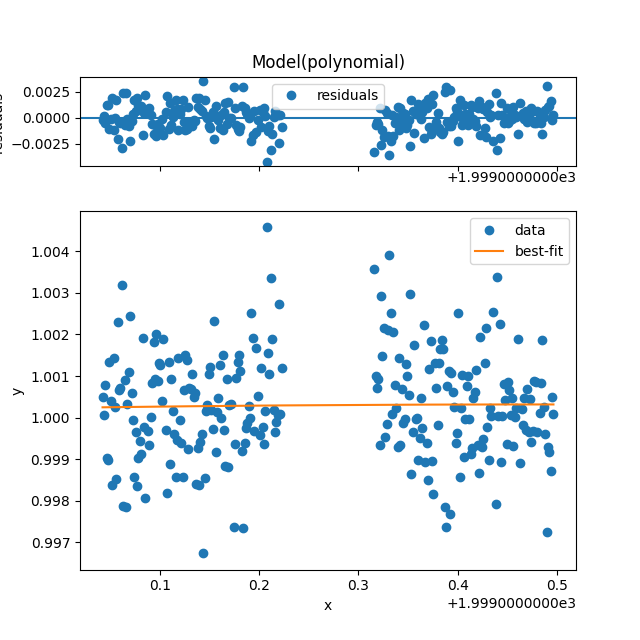 Model(polynomial)
residuals
0.0025
0.0000
−0.0025
residuals
+1.9990000000e3
data
best-fit
1.004
1.003
1.002
1.001
1.000
0.999
0.998
0.997
y
0.1 0.2 0.3 0.4 0.5
x
+1.9990000000e3